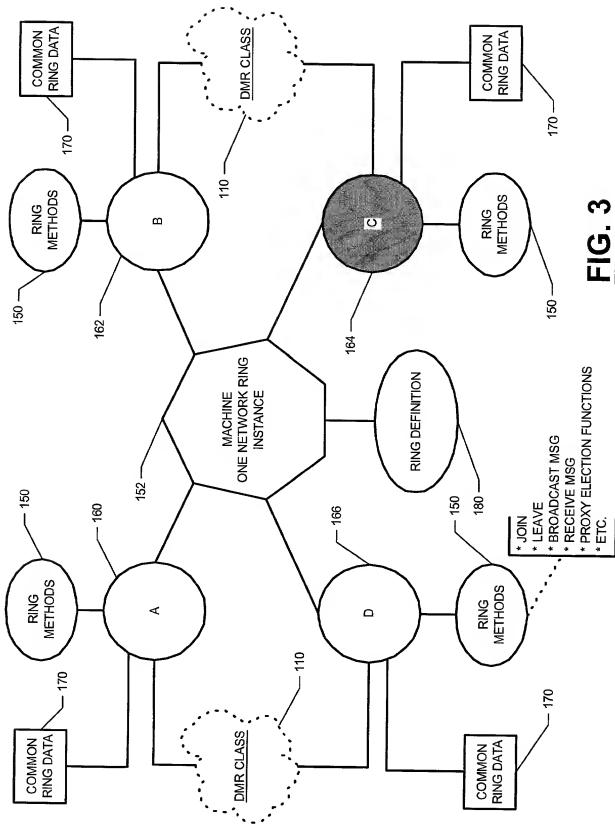 COMMON
RING DATA
170
RING
METHODS
150
A
160
DMR CLASS
110
152
MACHINE
ONE NETWORK RING
INSTANCE
RING
METHODS
150
B
162
COMMON
RING DATA
170
DMR CLASS
110
D
166
RING
METHODS
150
COMMON
RING DATA
170
* JOIN
* LEAVE
* BROADCAST MSG
* RECEIVE MSG
* PROXY ELECTION FUNCTIONS
* ETC.
RING DEFINITION
180
C
164
RING
METHODS
150
COMMON
RING DATA
170
FIG. 3